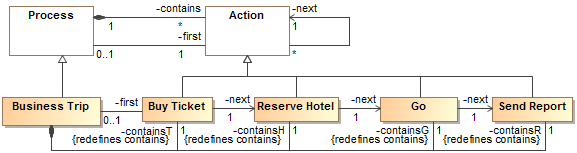 -contains
-next
Process
Action
1
*
1
-first
0..1
1
*
Business Trip
-first
Buy Ticket
-next
Reserve Hotel
-next
Go
-next
Send Report
0..1
1
1
1
1
-containsT
1
-containsH
1
-containsG
1
-containsR
1
{redefines contains}
{redefines contains}
{redefines contains}
{redefines contains}